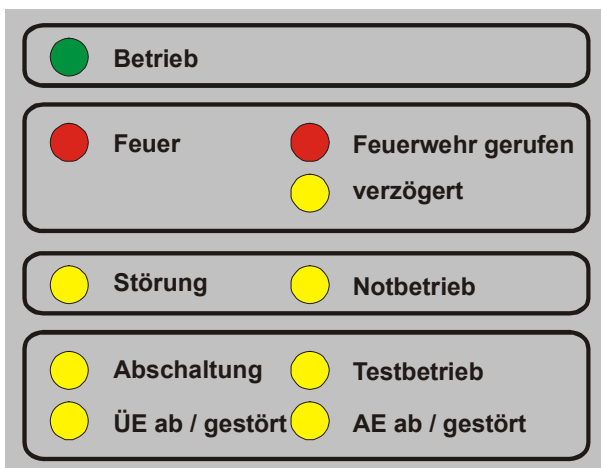 Betrieb
Feuer
Feuerwehr gerufen
verzögert
Störung
Notbetrieb
Abschaltung
Testbetrieb
ÜE ab / gestört
AE ab / gestört